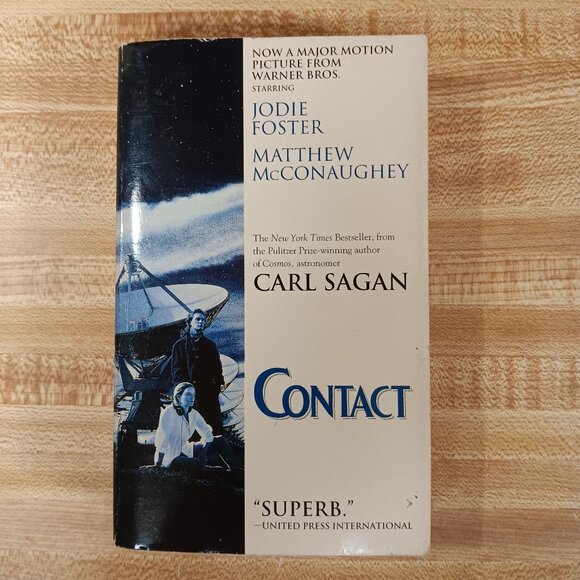 NOW A MAJOR MOTION
PICTURE FROM
WARNER BROS.
STARRING
JODIE
FOSTER
MATTHEW
McCONAUGHEY
The New York Times Bestseller, from
the Pulitzer Prize-winning author
of Cosmos, astronomer
CARL SAGAN
CONTACT
"SUPERB."
—UNITED PRESS INTERNATIONAL